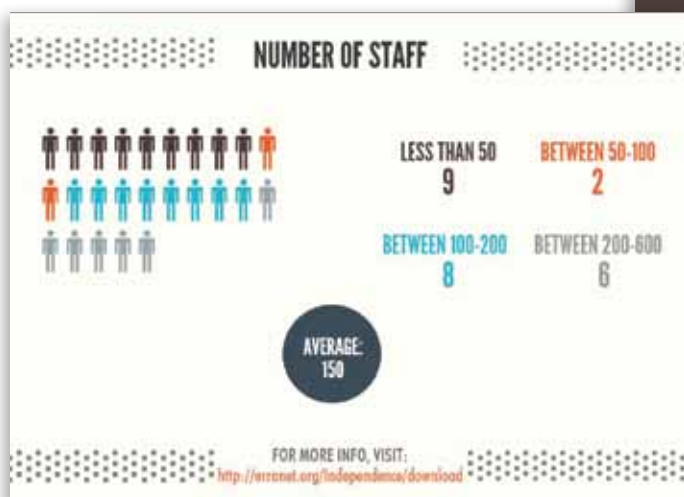 NUMBER OF STAFF
LESS THAN 50
9
BETWEEN 50-100
2
BETWEEN 100-200
8
BETWEEN 200-600
6
AVERAGE:
150
FOR MORE INFO, VISIT:
http://erranet.org/independence/download